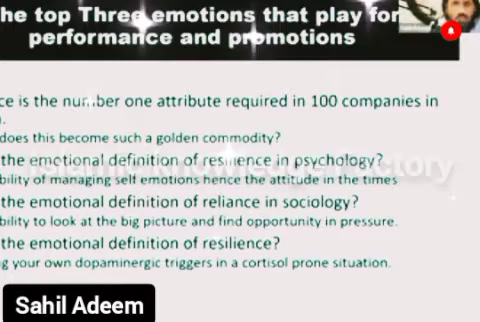 he top Three emotions that play for
performance and promotions
ce is the number one attribute required in 100 companies in
.
does this become such a golden commodity?
the emotional definition of resilience in psychology?
bility of managing self emotions hence the attitude in the times
the emotional definition of reliance in sociology?
bility to look at the big picture and find opportunity in pressure.
the emotional definition of resilience?
g your own dopaminergic triggers in a cortisol prone situation.
Sahil Adeem